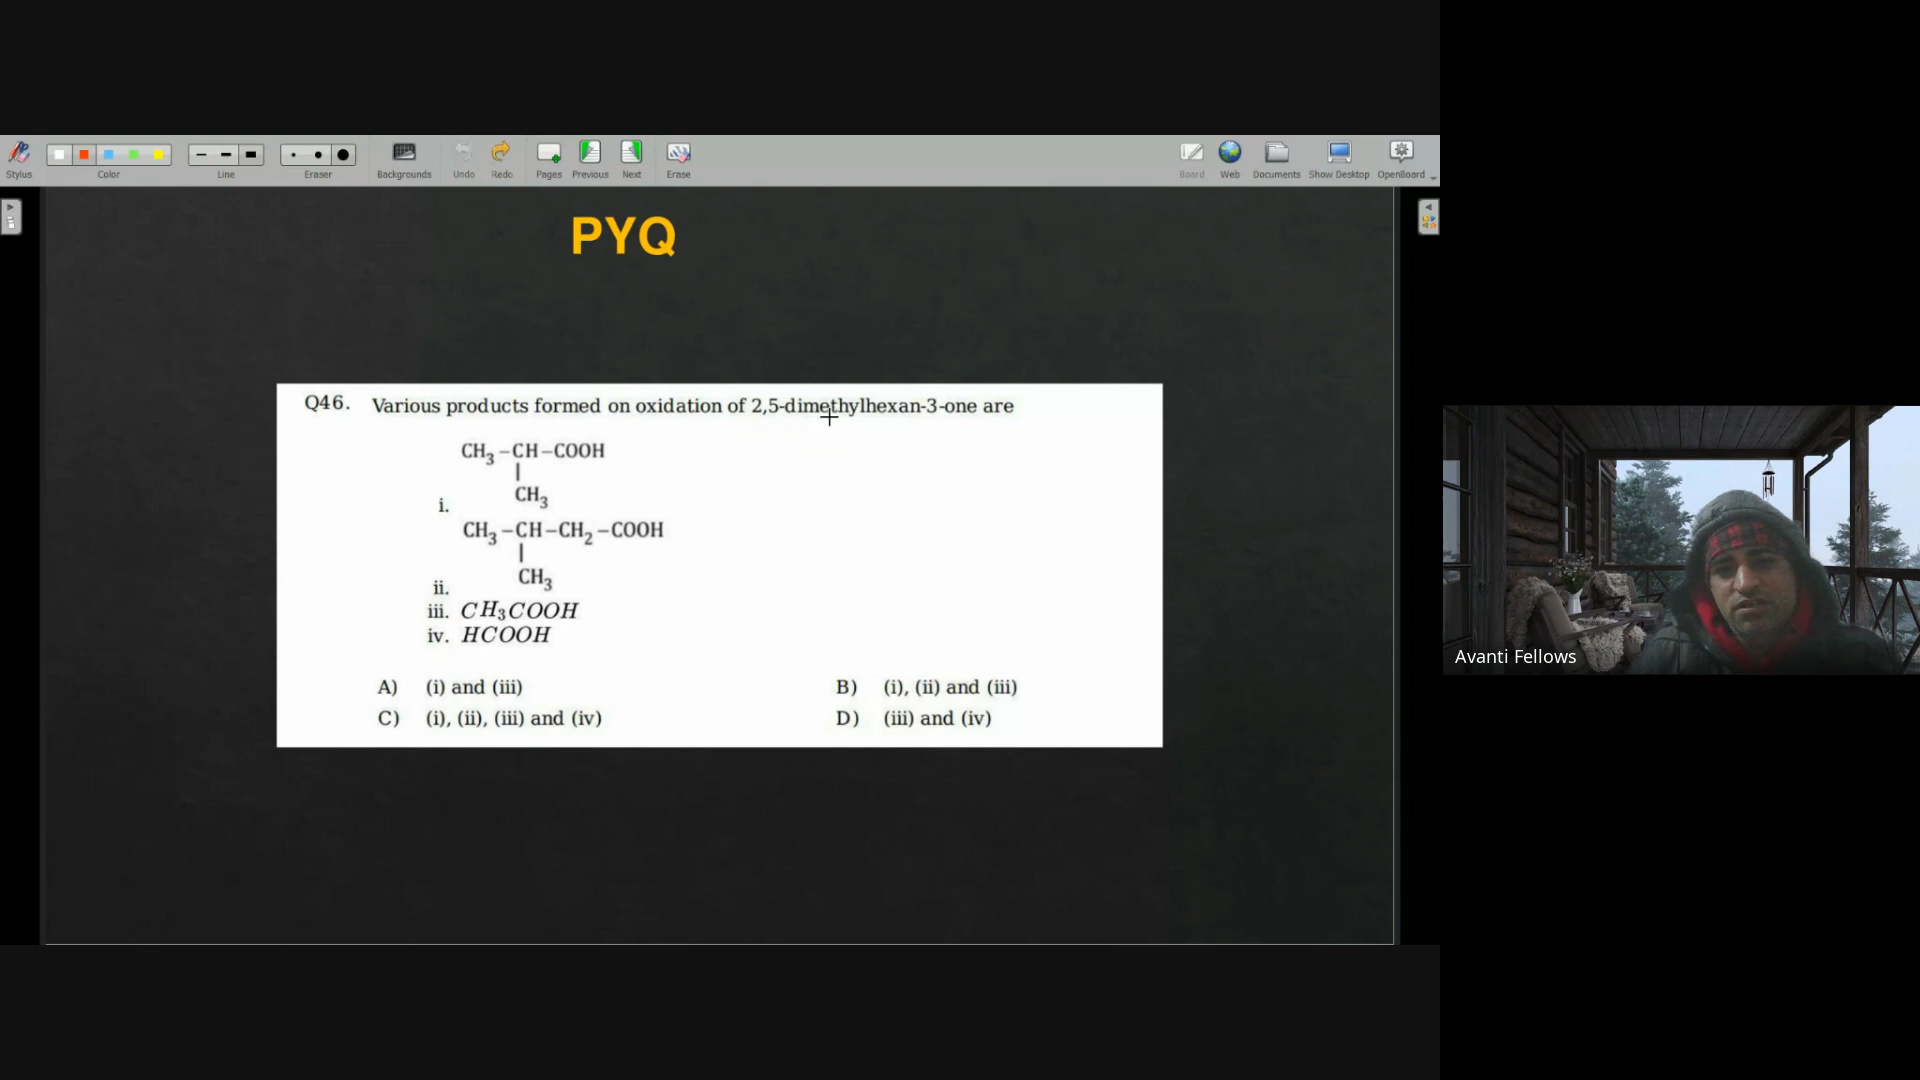 Stylus Color Line Eraser Backgrounds Undo Redo Pages Previous Next Erase Board Web Documents Show Desktop OpenBoard
PYQ
Q46. Various products formed on oxidation of 2,5-dimethylhexan-3-one are
CH3 –CH–COOH
|
CH3
i.
CH3 –CH–CH2 –COOH
|
CH3
ii.
iii. CH3COOH
iv. HCOOH
A) (i) and (iii) B) (i), (ii) and (iii)
C) (i), (ii), (iii) and (iv) D) (iii) and (iv)
Avanti Fellows